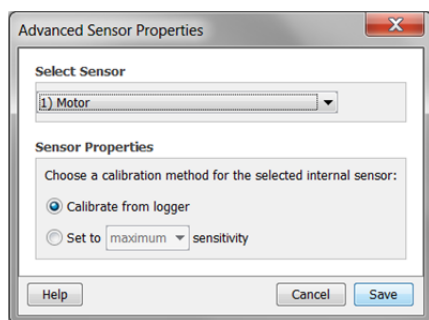 Advanced Sensor Properties
Select Sensor
1) Motor
Sensor Properties
Choose a calibration method for the selected internal sensor:
Calibrate from logger
Set to maximum sensitivity
Help Cancel Save